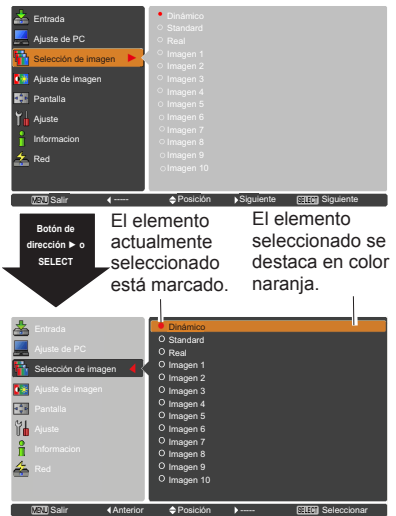 Entrada
Ajuste de PC
Selección de imagen
Ajuste de imagen
Pantalla
Ajuste
Informacion
Red
Dinámico
Standard
Real
Imagen 1
Imagen 2
Imagen 3
Imagen 4
Imagen 5
Imagen 6
Imagen 7
Imagen 8
Imagen 9
Imagen 10
MENU Salir ◄ ----- Posición ►Siguiente SELECT Siguiente
Botón de
dirección ► o
SELECT
El elemento
actualmente
seleccionado
está marcado.
El elemento
seleccionado se
destaca en color
naranja.
Entrada
Ajuste de PC
Selección de imagen
Ajuste de imagen
Pantalla
Ajuste
Informacion
Red
Dinámico
Standard
Real
Imagen 1
Imagen 2
Imagen 3
Imagen 4
Imagen 5
Imagen 6
Imagen 7
Imagen 8
Imagen 9
Imagen 10
MENU Salir ◄Anterior Posición ► ----- SELECT Seleccionar